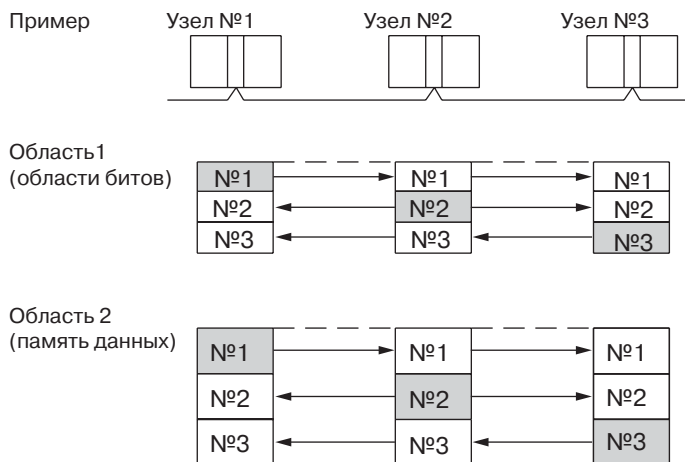 Пример Узел №1 Узел №2 Узел №3
Область1
(области битов)
№1 №1 №1
№2 №2 №2
№3 №3 №3
Область 2
(память данных)
№1 №1 №1
№2 №2 №2
№3 №3 №3